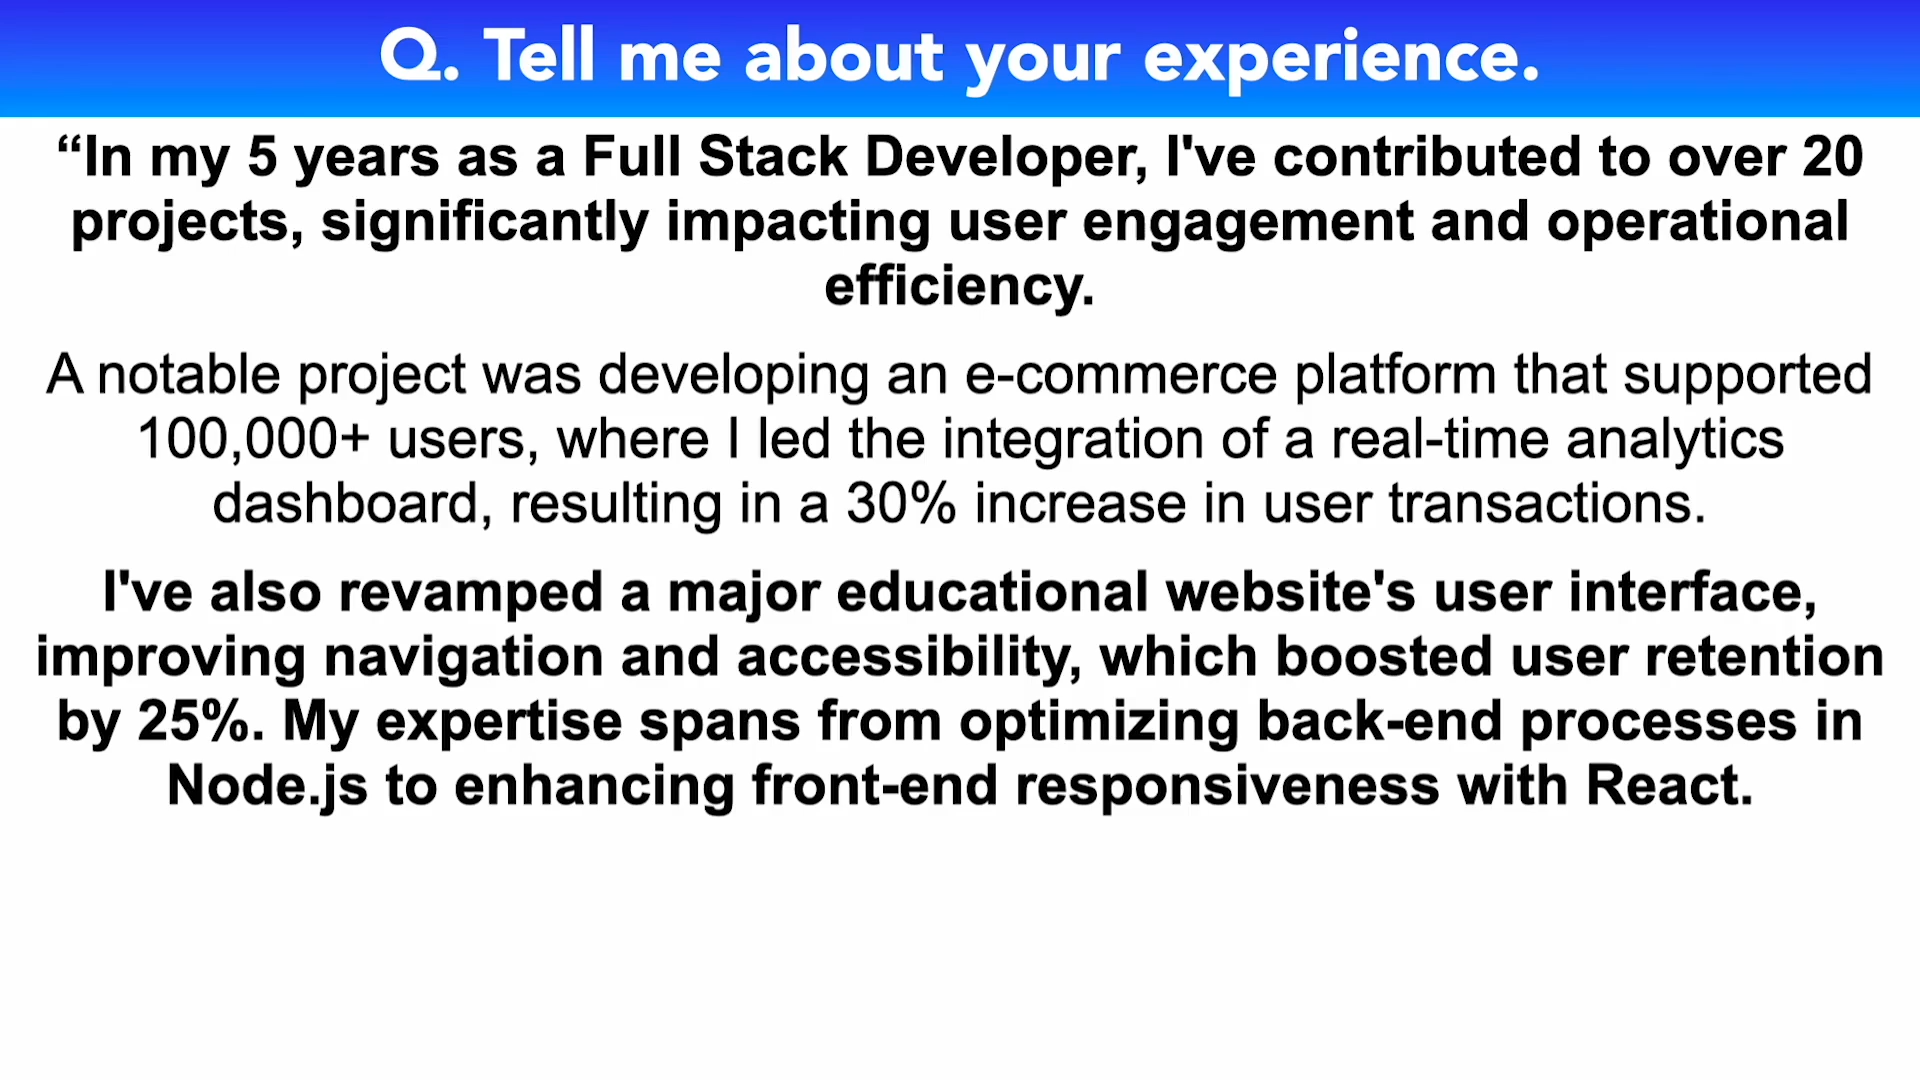 Q. Tell me about your experience.
“In my 5 years as a Full Stack Developer, I've contributed to over 20
projects, significantly impacting user engagement and operational
efficiency.
A notable project was developing an e-commerce platform that supported
100,000+ users, where I led the integration of a real-time analytics
dashboard, resulting in a 30% increase in user transactions.
I've also revamped a major educational website's user interface,
improving navigation and accessibility, which boosted user retention
by 25%. My expertise spans from optimizing back-end processes in
Node.js to enhancing front-end responsiveness with React.